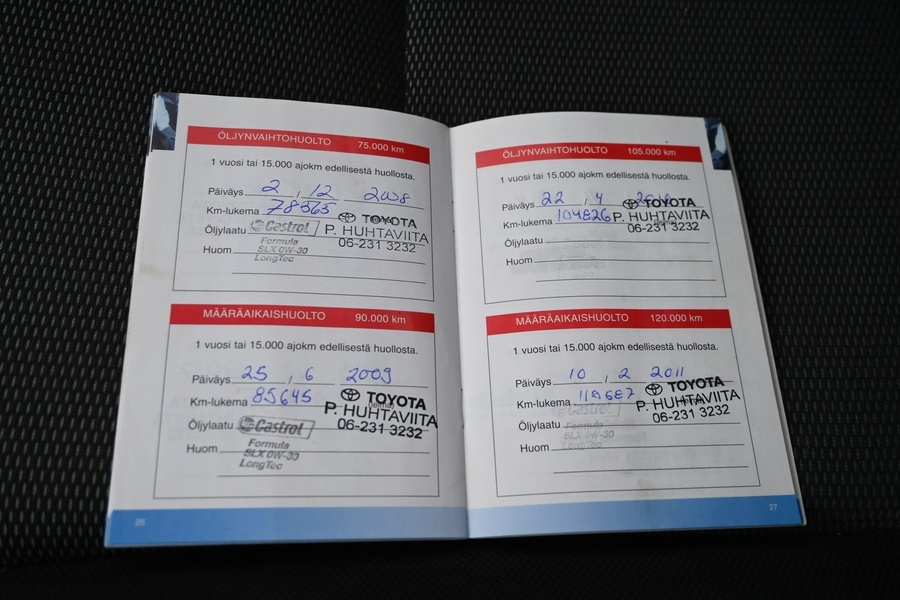 ÖLJYNVAIHTOHUOLTO 75.000 km
1 vuosi tai 15.000 ajokm edellisestä huollosta.
Päiväys 2 / 12 2008
Km-lukema 78565
TOYOTA
Öljylaatu Castrol P. HUHTAVIITA
Formula 06-231 3232
Huom SLX 0W-30
LongTec
MÄÄRÄAIKAISHUOLTO 90.000 km
1 vuosi tai 15.000 ajokm edellisestä huollosta.
Päiväys 25 / 6 2009
Km-lukema 85645 TOYOTA
P. HUHTAVIITA
Öljylaatu Castrol 06-231 3232
Formula
Huom SLX 0W-30
LongTec
26
ÖLJYNVAIHTOHUOLTO 105.000 km
1 vuosi tai 15.000 ajokm edellisestä huollosta.
Päiväys 22 / 4 2010 TOYOTA
Km-lukema 104826 P. HUHTAVIITA
06-231 3232
Öljylaatu
Huom
MÄÄRÄAIKAISHUOLTO 120.000 km
1 vuosi tai 15.000 ajokm edellisestä huollosta.
Päiväys 10 / 2 2011
Km-lukema TOYOTA
P. HUHTAVIITA
Öljylaatu 06-231 3232
Huom
27